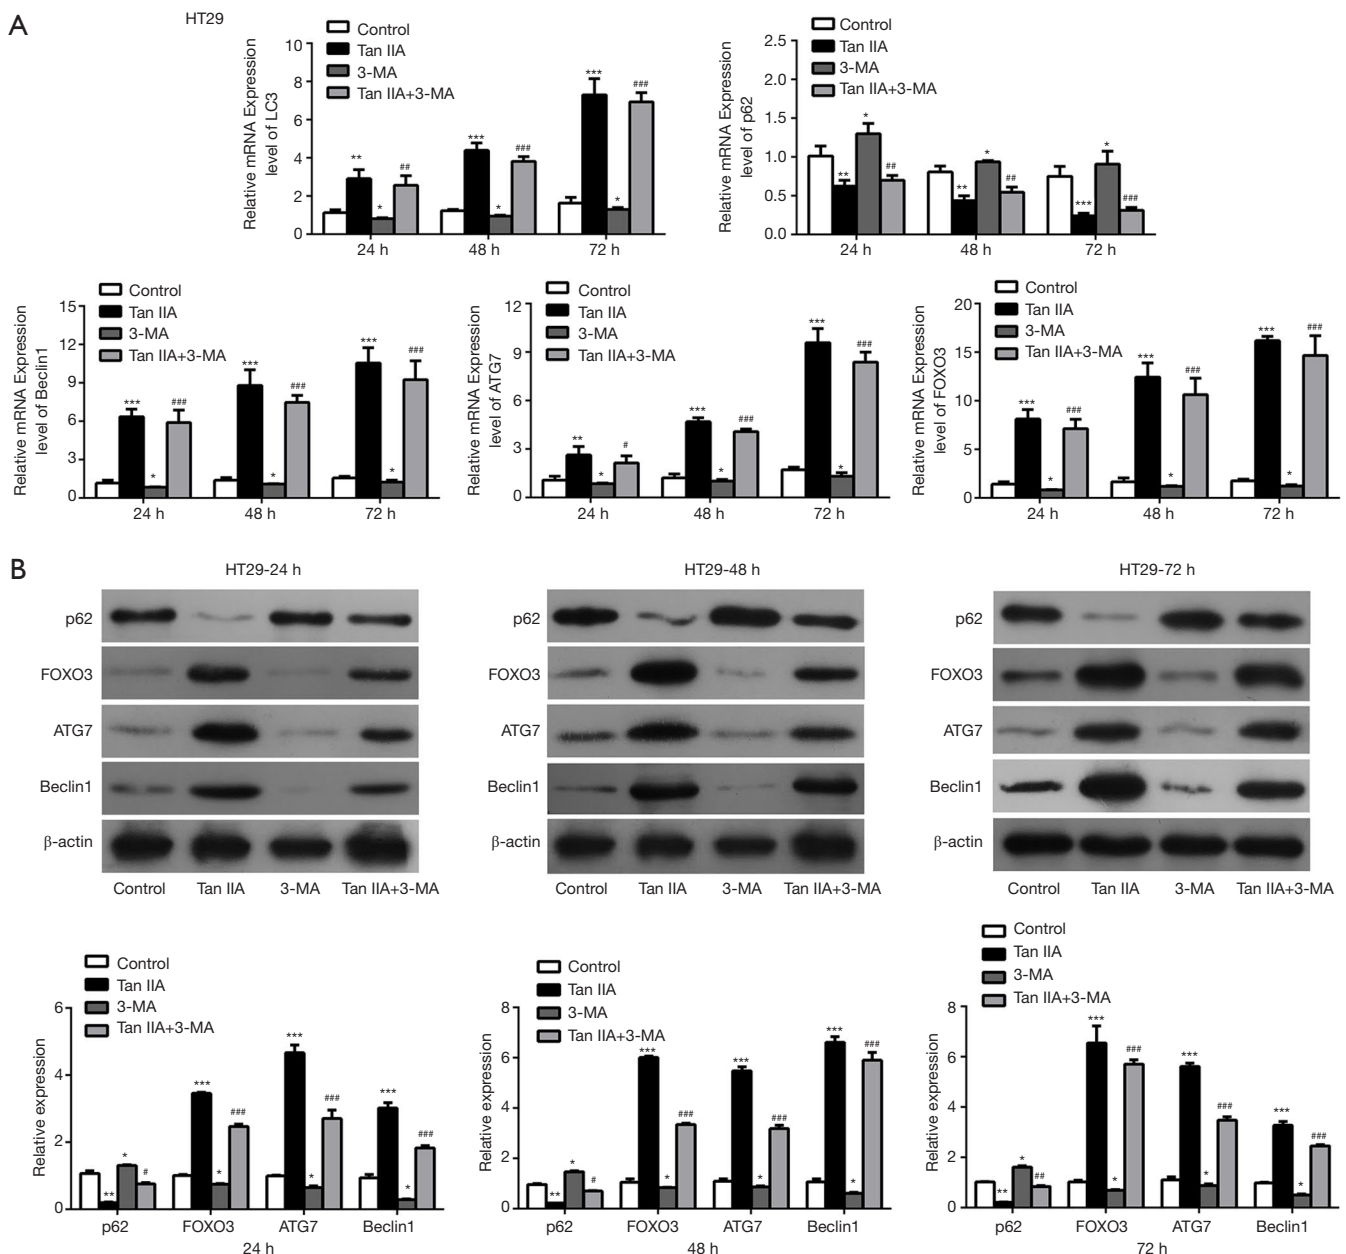 A
HT29
Control
Tan IIA
3-MA
Tan IIA+3-MA
Relative mRNA Expression
level of LC3
10
8
6
4
2
0
** * ## *** * ### *** * ###
24 h 48 h 72 h
Control
Tan IIA
3-MA
Tan IIA+3-MA
Relative mRNA Expression
level of p62
2.5
2.0
1.5
1.0
0.5
0.0
** * ## ** * ## *** * ###
24 h 48 h 72 h
Control
Tan IIA
3-MA
Tan IIA+3-MA
Relative mRNA Expression
level of Beclin1
15
12
9
6
3
0
*** * ### *** * ### *** * ###
24 h 48 h 72 h
Control
Tan IIA
3-MA
Tan IIA+3-MA
Relative mRNA Expression
level of ATG7
12
9
6
3
0
** * # *** * ### *** * ###
24 h 48 h 72 h
Control
Tan IIA
3-MA
Tan IIA+3-MA
Relative mRNA Expression
level of FOXO3
20
15
10
5
0
*** * ### *** * ### *** * ###
24 h 48 h 72 h
B
HT29-24 h
p62
FOXO3
ATG7
Beclin1
β-actin
Control Tan IIA 3-MA Tan IIA+3-MA
HT29-48 h
p62
FOXO3
ATG7
Beclin1
β-actin
Control Tan IIA 3-MA Tan IIA+3-MA
HT29-72 h
p62
FOXO3
ATG7
Beclin1
β-actin
Control Tan IIA 3-MA Tan IIA+3-MA
Control
Tan IIA
3-MA
Tan IIA+3-MA
Relative expression
6
4
2
0
** * # *** * ### *** * ### *** * ###
p62 FOXO3 ATG7 Beclin1
24 h
Control
Tan IIA
3-MA
Tan IIA+3-MA
Relative expression
8
6
4
2
0
** * # *** * ### *** * ### *** * ###
p62 FOXO3 ATG7 Beclin1
48 h
Control
Tan IIA
3-MA
Tan IIA+3-MA
Relative expression
8
6
4
2
0
** * ## *** * ### *** * ### *** * ###
p62 FOXO3 ATG7 Beclin1
72 h